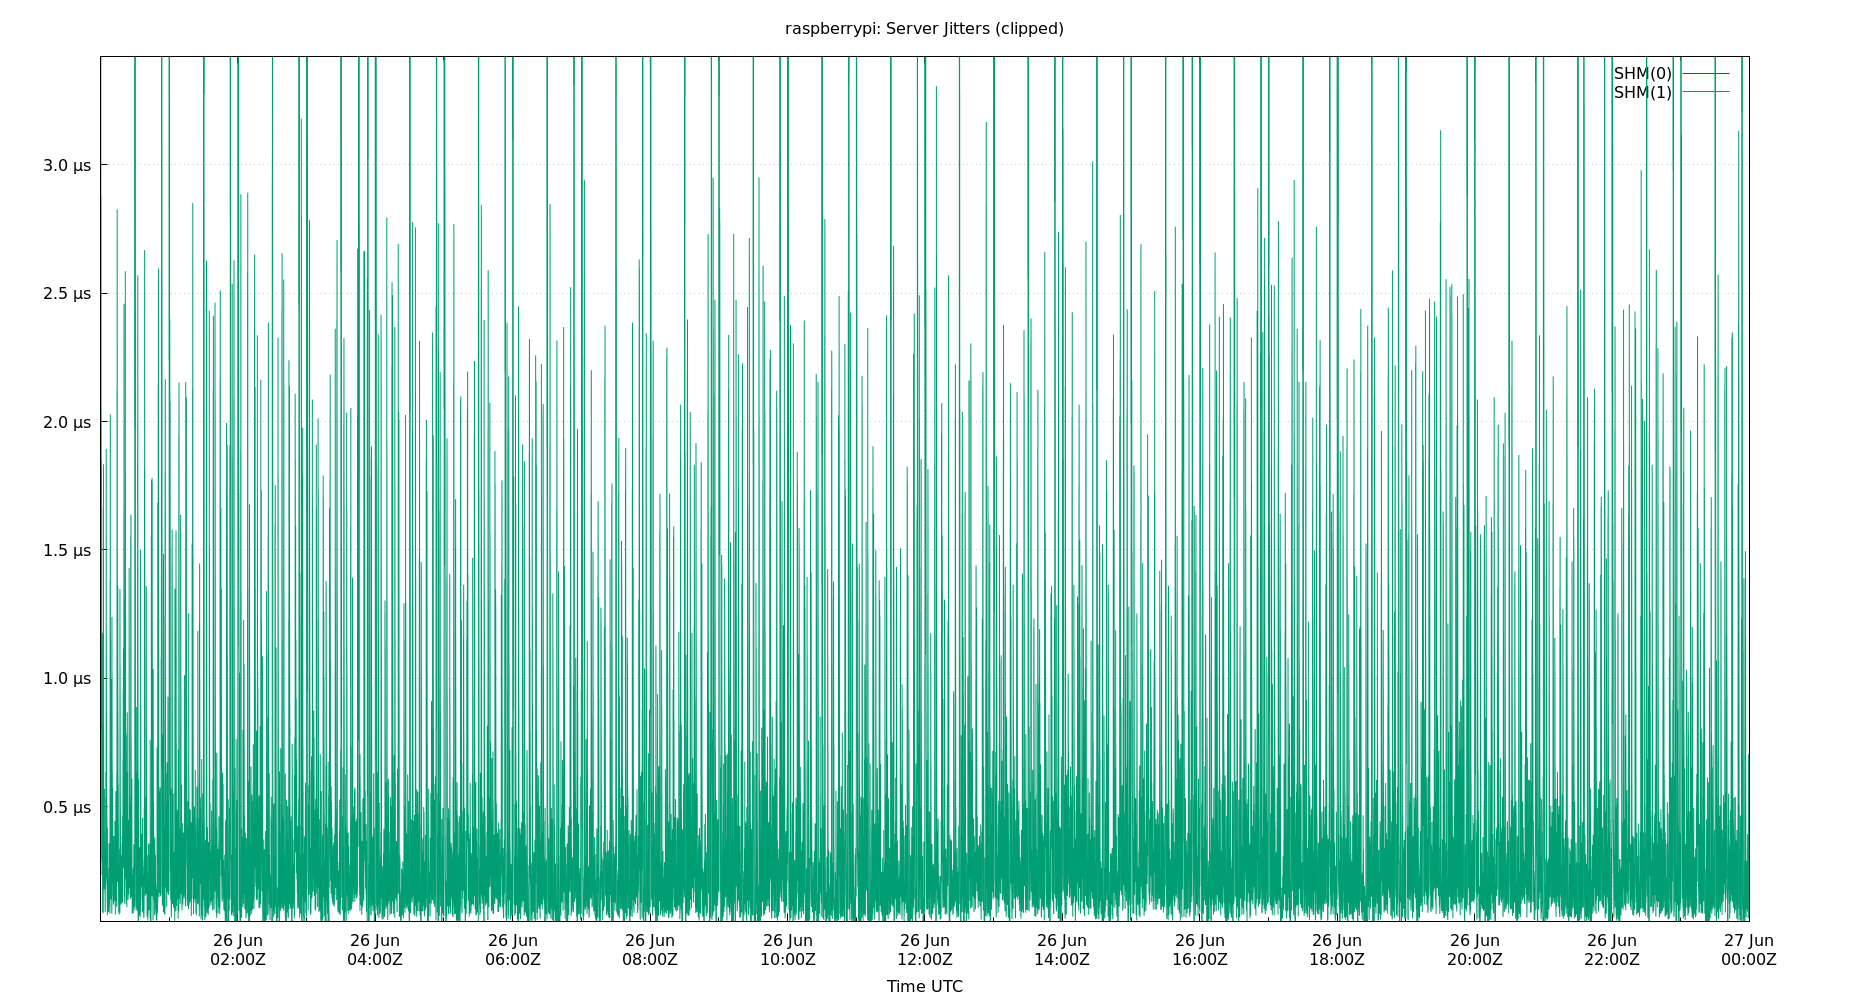 raspberrypi: Server Jitters (clipped)
SHM(0)
SHM(1)
3.0 µs
2.5 µs
2.0 µs
1.5 µs
1.0 µs
0.5 µs
26 Jun 26 Jun 26 Jun 26 Jun 26 Jun 26 Jun 26 Jun 26 Jun 26 Jun 26 Jun 26 Jun 27 Jun
02:00Z 04:00Z 06:00Z 08:00Z 10:00Z 12:00Z 14:00Z 16:00Z 18:00Z 20:00Z 22:00Z 00:00Z
Time UTC